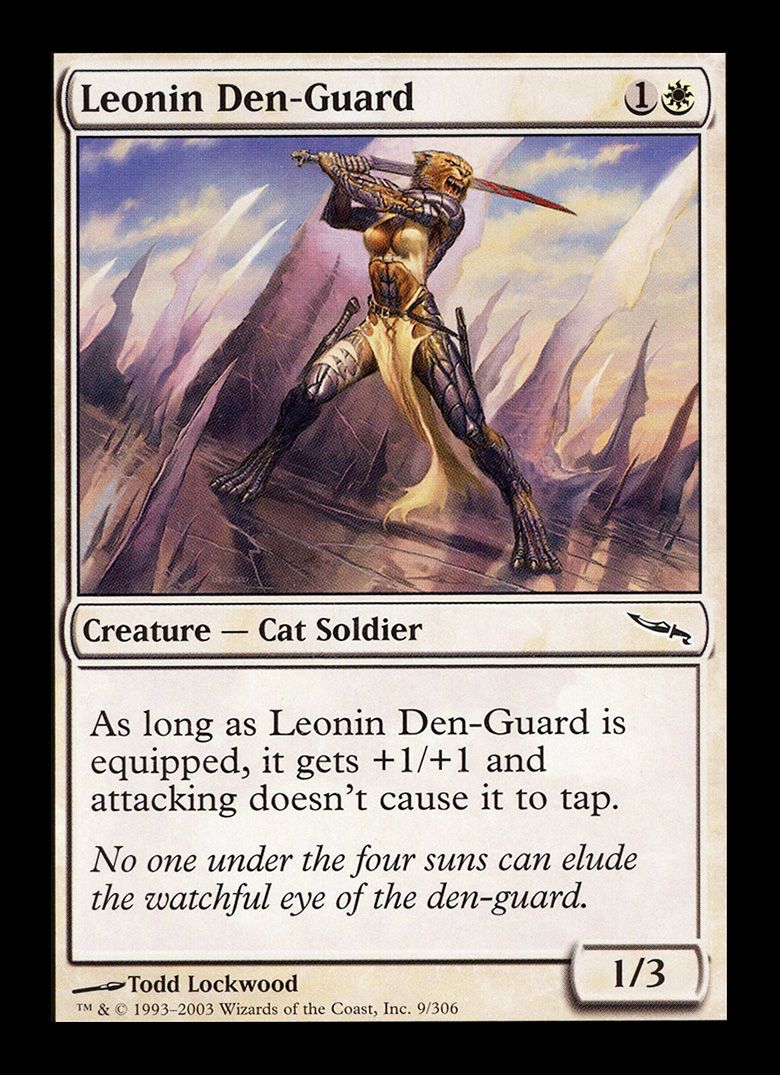 Leonin Den-Guard 1
Creature — Cat Soldier
As long as Leonin Den-Guard is
equipped, it gets +1/+1 and
attacking doesn't cause it to tap.
No one under the four suns can elude
the watchful eye of the den-guard.
1/3
Todd Lockwood
™ & © 1993–2003 Wizards of the Coast, Inc. 9/306